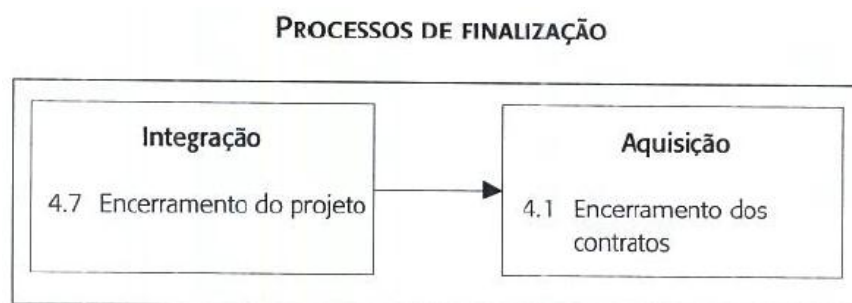 PROCESSOS DE FINALIZAÇÃO
Integração
4.7 Encerramento do projeto
Aquisição
4.1 Encerramento dos
contratos